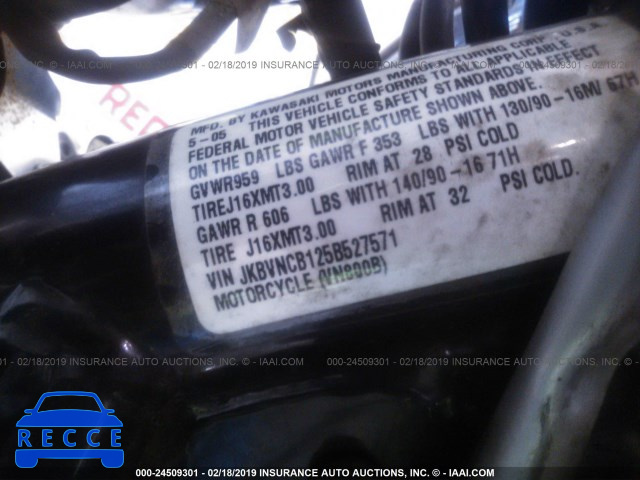 000-24509301 - 02/18/2019 INSURANCE AUTO AUCTIONS, INC. © - IAAI.COM
MFD. BY KAWASAKI MOTORS MANUFACTURING CORP., U.S.A.
5-05 THIS VEHICLE CONFORMS TO ALL APPLICABLE
FEDERAL MOTOR VEHICLE SAFETY STANDARDS IN EFFECT
ON THE DATE OF MANUFACTURE SHOWN ABOVE.
GVWR959 LBS GAWR F 353 LBS WITH 130/90-16M/ 67H
TIREJ16XMT3.00 RIM AT 28 PSI COLD
GAWR R 606 LBS WITH 140/90-16 71H
TIRE J16XMT3.00 RIM AT 32 PSI COLD.
VIN JKBVNCB125B527571
MOTORCYCLE (VN800B)
RECCE
000-24509301 - 02/18/2019 INSURANCE AUTO AUCTIONS, INC. © - IAAI.COM